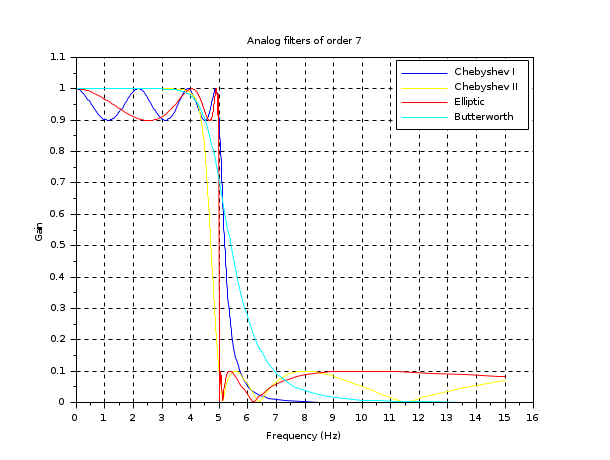 Analog filters of order 7
Chebyshev I
Chebyshev II
Elliptic
Butterworth
1.1
1
0.9
0.8
0.7
0.6
0.5
0.4
0.3
0.2
0.1
0
Gain
0 1 2 3 4 5 6 7 8 9 10 11 12 13 14 15 16
Frequency (Hz)